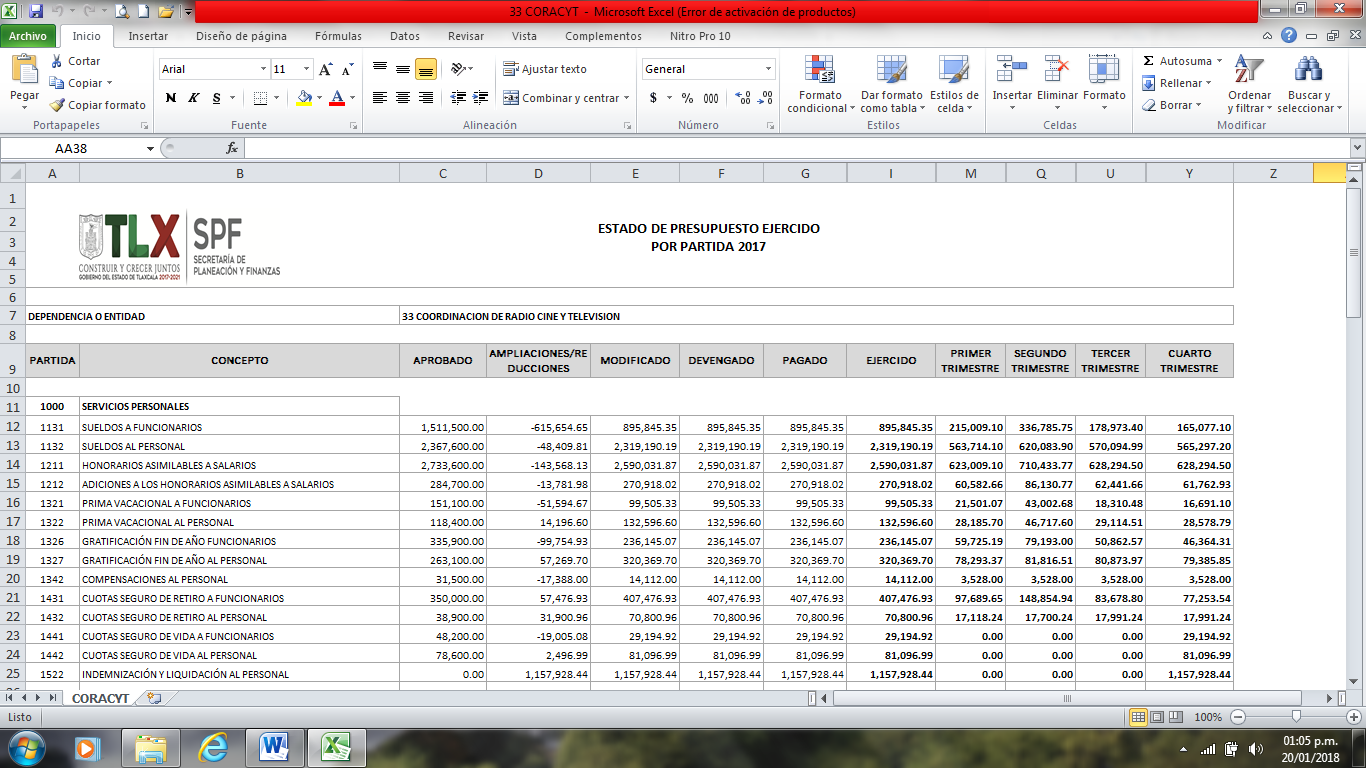 33 CORACYT - Microsoft Excel (Error de activación de productos)
Archivo Inicio Insertar Diseño de página Fórmulas Datos Revisar Vista Complementos Nitro Pro 10
Pegar Cortar Copiar Copiar formato Portapapeles
Arial 11 N K S Fuente
Ajustar texto Combinar y centrar Alineación
General $ % 000 Número
Formato condicional Dar formato como tabla Estilos de celda Estilos
Insertar Eliminar Formato Celdas
Σ Autosuma Rellenar Borrar Ordenar y filtrar Buscar y seleccionar Modificar
AA38 fx
A B C D E F G I M Q U Y Z
1
2
3
4
5
TLX
CONSTRUIR Y CRECER JUNTOS
GOBIERNO DEL ESTADO DE TLAXCALA 2017-2021
SPF
SECRETARÍA DE
PLANEACIÓN Y FINANZAS
ESTADO DE PRESUPUESTO EJERCIDO
POR PARTIDA 2017
6
7 DEPENDENCIA O ENTIDAD 33 COORDINACION DE RADIO CINE Y TELEVISION
8
9 PARTIDA CONCEPTO APROBADO AMPLIACIONES/REDUCCIONES MODIFICADO DEVENGADO PAGADO EJERCIDO PRIMER TRIMESTRE SEGUNDO TRIMESTRE TERCER TRIMESTRE CUARTO TRIMESTRE
10
11 1000 SERVICIOS PERSONALES
12 1131 SUELDOS A FUNCIONARIOS 1,511,500.00 -615,654.65 895,845.35 895,845.35 895,845.35 895,845.35 215,009.10 336,785.75 178,973.40 165,077.10
13 1132 SUELDOS AL PERSONAL 2,367,600.00 -48,409.81 2,319,190.19 2,319,190.19 2,319,190.19 2,319,190.19 563,714.10 620,083.90 570,094.99 565,297.20
14 1211 HONORARIOS ASIMILABLES A SALARIOS 2,733,600.00 -143,568.13 2,590,031.87 2,590,031.87 2,590,031.87 2,590,031.87 623,009.10 710,433.77 628,294.50 628,294.50
15 1212 ADICIONES A LOS HONORARIOS ASIMILABLES A SALARIOS 284,700.00 -13,781.98 270,918.02 270,918.02 270,918.02 270,918.02 60,582.66 86,130.77 62,441.66 61,762.93
16 1321 PRIMA VACACIONAL A FUNCIONARIOS 151,100.00 -51,594.67 99,505.33 99,505.33 99,505.33 99,505.33 21,501.07 43,002.68 18,310.48 16,691.10
17 1322 PRIMA VACACIONAL AL PERSONAL 118,400.00 14,196.60 132,596.60 132,596.60 132,596.60 132,596.60 28,185.70 46,717.60 29,114.51 28,578.79
18 1326 GRATIFICACIÓN FIN DE AÑO FUNCIONARIOS 335,900.00 -99,754.93 236,145.07 236,145.07 236,145.07 236,145.07 59,725.19 79,193.00 50,862.57 46,364.31
19 1327 GRATIFICACIÓN FIN DE AÑO AL PERSONAL 263,100.00 57,269.70 320,369.70 320,369.70 320,369.70 320,369.70 78,293.37 81,816.51 80,873.97 79,385.85
20 1342 COMPENSACIONES AL PERSONAL 31,500.00 -17,388.00 14,112.00 14,112.00 14,112.00 14,112.00 3,528.00 3,528.00 3,528.00 3,528.00
21 1431 CUOTAS SEGURO DE RETIRO A FUNCIONARIOS 350,000.00 57,476.93 407,476.93 407,476.93 407,476.93 407,476.93 97,689.65 148,854.94 83,678.80 77,253.54
22 1432 CUOTAS SEGURO DE RETIRO AL PERSONAL 38,900.00 31,900.96 70,800.96 70,800.96 70,800.96 70,800.96 17,118.24 17,700.24 17,991.24 17,991.24
23 1441 CUOTAS SEGURO DE VIDA A FUNCIONARIOS 48,200.00 -19,005.08 29,194.92 29,194.92 29,194.92 29,194.92 0.00 0.00 0.00 29,194.92
24 1442 CUOTAS SEGURO DE VIDA AL PERSONAL 78,600.00 2,496.99 81,096.99 81,096.99 81,096.99 81,096.99 0.00 0.00 0.00 81,096.99
25 1522 INDEMNIZACIÓN Y LIQUIDACIÓN AL PERSONAL 0.00 1,157,928.44 1,157,928.44 1,157,928.44 1,157,928.44 1,157,928.44 0.00 0.00 0.00 1,157,928.44
CORACYT
Listo 100%
01:05 p.m.
20/01/2018